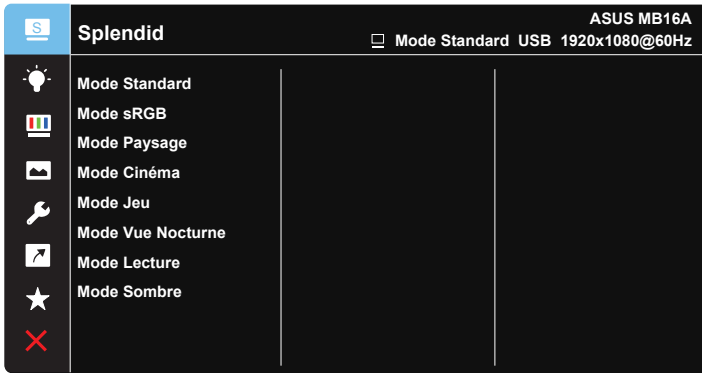 S
Splendid
ASUS MB16A
Mode Standard USB 1920x1080@60Hz
Mode Standard
Mode sRGB
Mode Paysage
Mode Cinéma
Mode Jeu
Mode Vue Nocturne
Mode Lecture
Mode Sombre